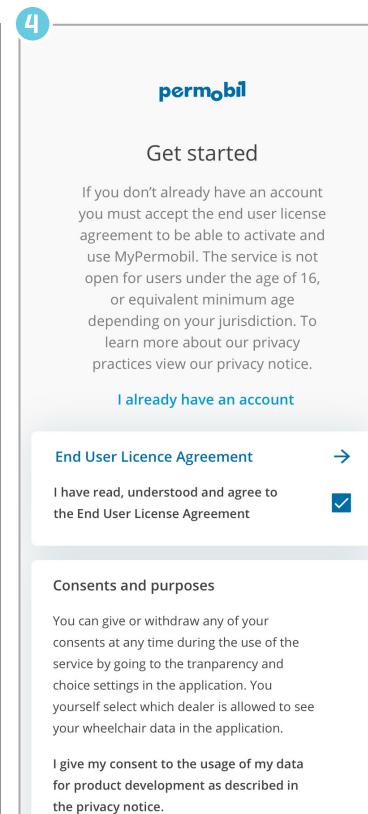 4
permobil
Get started
If you don’t already have an account
you must accept the end user license
agreement to be able to activate and
use MyPermobil. The service is not
open for users under the age of 16,
or equivalent minimum age
depending on your jurisdiction. To
learn more about our privacy
practices view our privacy notice.
I already have an account
End User Licence Agreement
I have read, understood and agree to
the End User License Agreement
Consents and purposes
You can give or withdraw any of your
consents at any time during the use of the
service by going to the tranparency and
choice settings in the application. You
yourself select which dealer is allowed to see
your wheelchair data in the application.
I give my consent to the usage of my data
for product development as described in
the privacy notice.